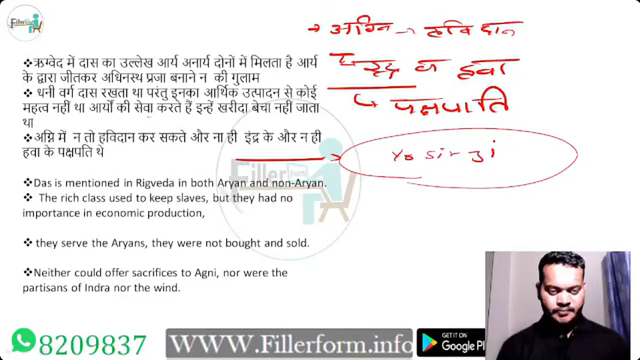 → अग्नि → हविदान
↳ इन्द्र व हवा
↳ पक्षपाति
❖ऋग्वेद में दास का उल्लेख आर्य अनार्य दोनों में मिलता है आर्य
के द्वारा जीतकर अधिनस्थ प्रजा बनाने न की गुलाम
❖ धनी वर्ग दास रखता था परंतु इनका आर्थिक उत्पादन से कोई
महत्व नहीं था आर्यो की सेवा करते हैं इन्हें खरीदा बेचा नहीं जाता
था
❖अग्नि में न तो हविदान कर सकते और ना ही इंद्र के और न ही
हवा के पक्षपति थे
❖Das is mentioned in Rigveda in both Aryan and non-Aryan.
❖ The rich class used to keep slaves, but they had no
importance in economic production,
❖ they serve the Aryans, they were not bought and sold.
❖Neither could offer sacrifices to Agni, nor were the
partisans of Indra nor the wind.
8209837
WWW.Fillerform.info
GET IT ON
Google Pl